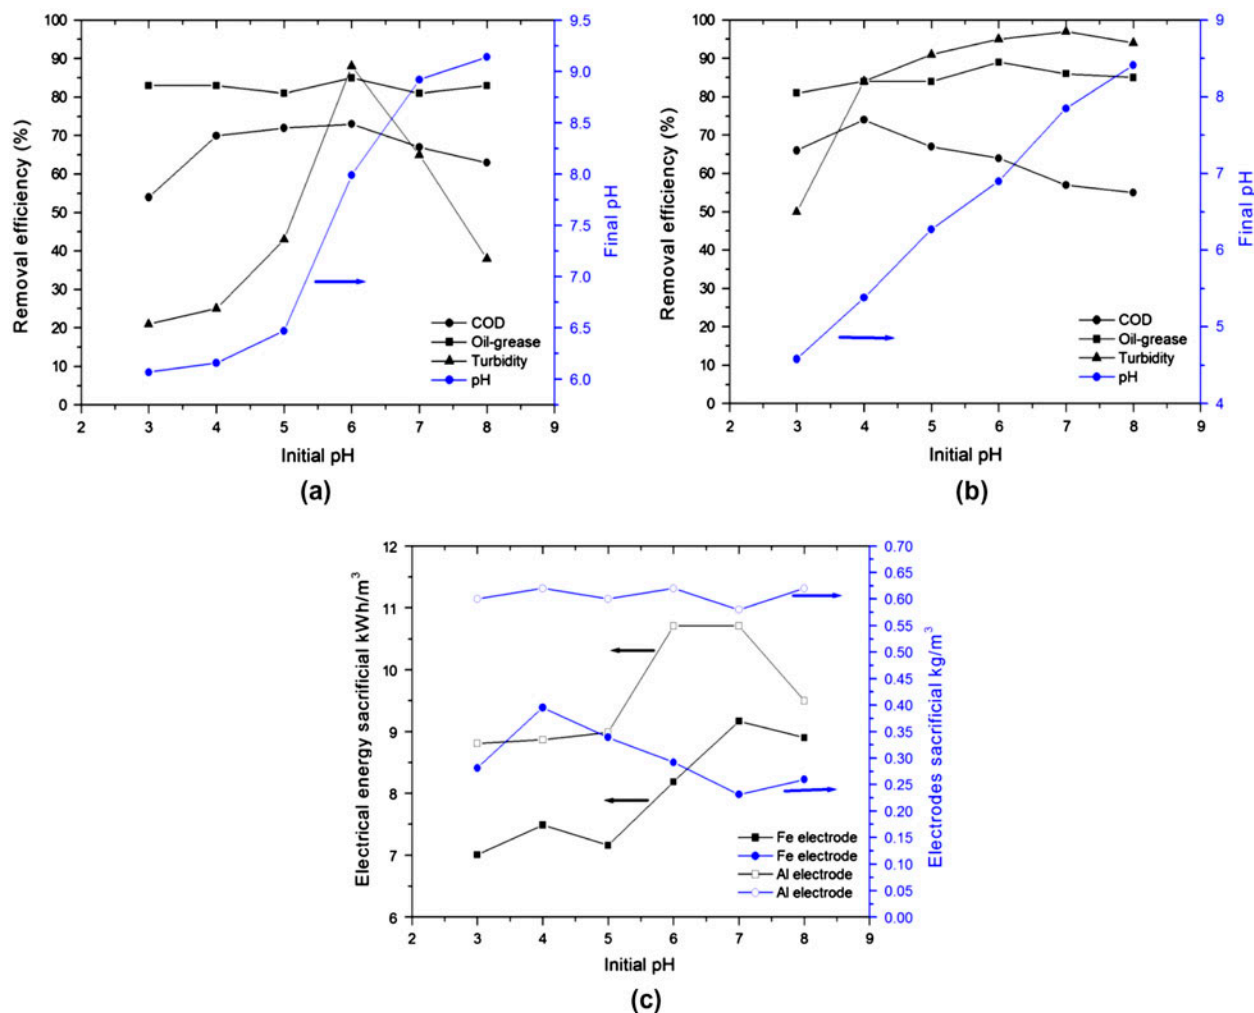 100
90
80
70
60
50
40
30
20
10
0
Removal efficiency (%)
9.5
9.0
8.5
8.0
7.5
7.0
6.5
6.0
Final pH
COD
Oil-grease
Turbidity
pH
2 3 4 5 6 7 8 9
Initial pH
(a)
100
90
80
70
60
50
40
30
20
10
0
Removal efficiency (%)
9
8
7
6
5
4
Final pH
COD
Oil-grease
Turbidity
pH
2 3 4 5 6 7 8 9
Initial pH
(b)
12
11
10
9
8
7
6
Electrical energy sacrificial kWh/m³
0.70
0.65
0.60
0.55
0.50
0.45
0.40
0.35
0.30
0.25
0.20
0.15
0.10
0.05
0.00
Electrodes sacrificial kg/m³
Fe electrode
Fe electrode
Al electrode
Al electrode
2 3 4 5 6 7 8 9
Initial pH
(c)